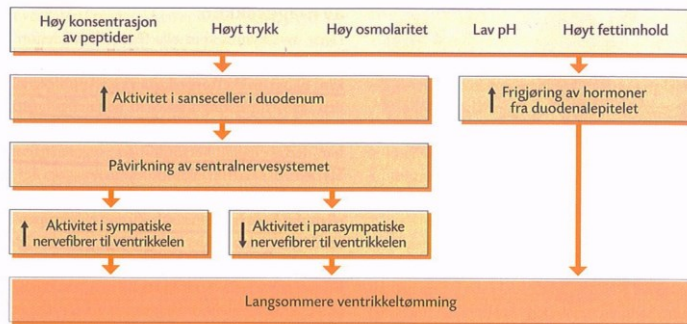 Høy konsentrasjon
av peptider
Høyt trykk
Høy osmolaritet
Lav pH
Høyt fettinnhold
Aktivitet i sanseceller i duodenum
Frigjøring av hormoner
fra duodenalepitelet
Påvirkning av sentralnervesystemet
Aktivitet i sympatiske
nervefibrer til ventrikkelen
Aktivitet i parasympatiske
nervefibrer til ventrikkelen
Langsommere ventrikkeltømming